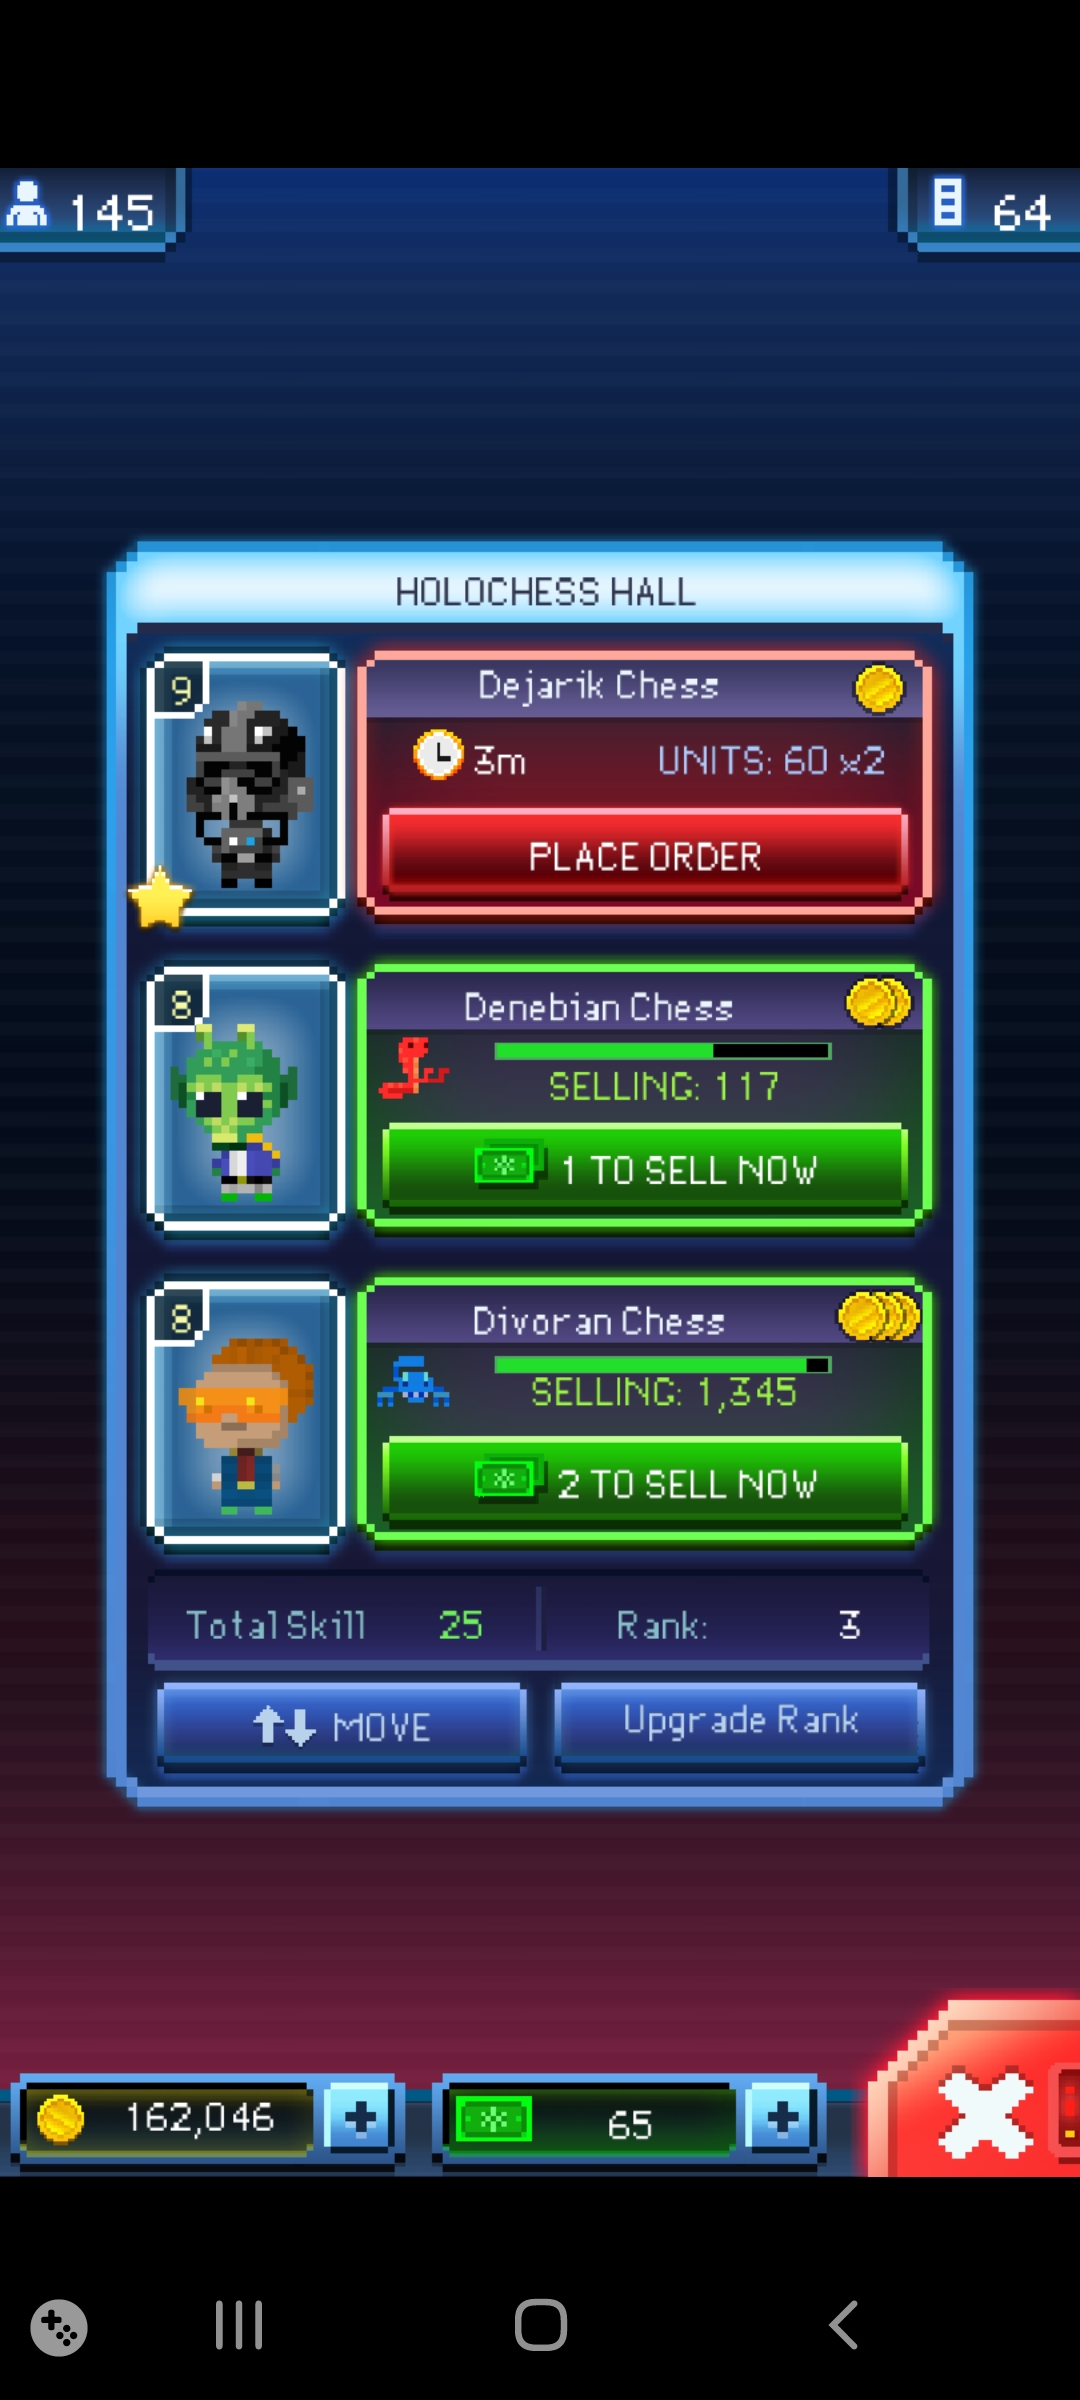 145
64
HOLOCHESS HALL
9
Dejarik Chess
3m
UNITS: 60 x2
PLACE ORDER
8
Denebian Chess
SELLING: 117
1 TO SELL NOW
8
Divoran Chess
SELLING: 1,345
2 TO SELL NOW
Total Skill 25
Rank: 3
MOVE
Upgrade Rank
162,046
65